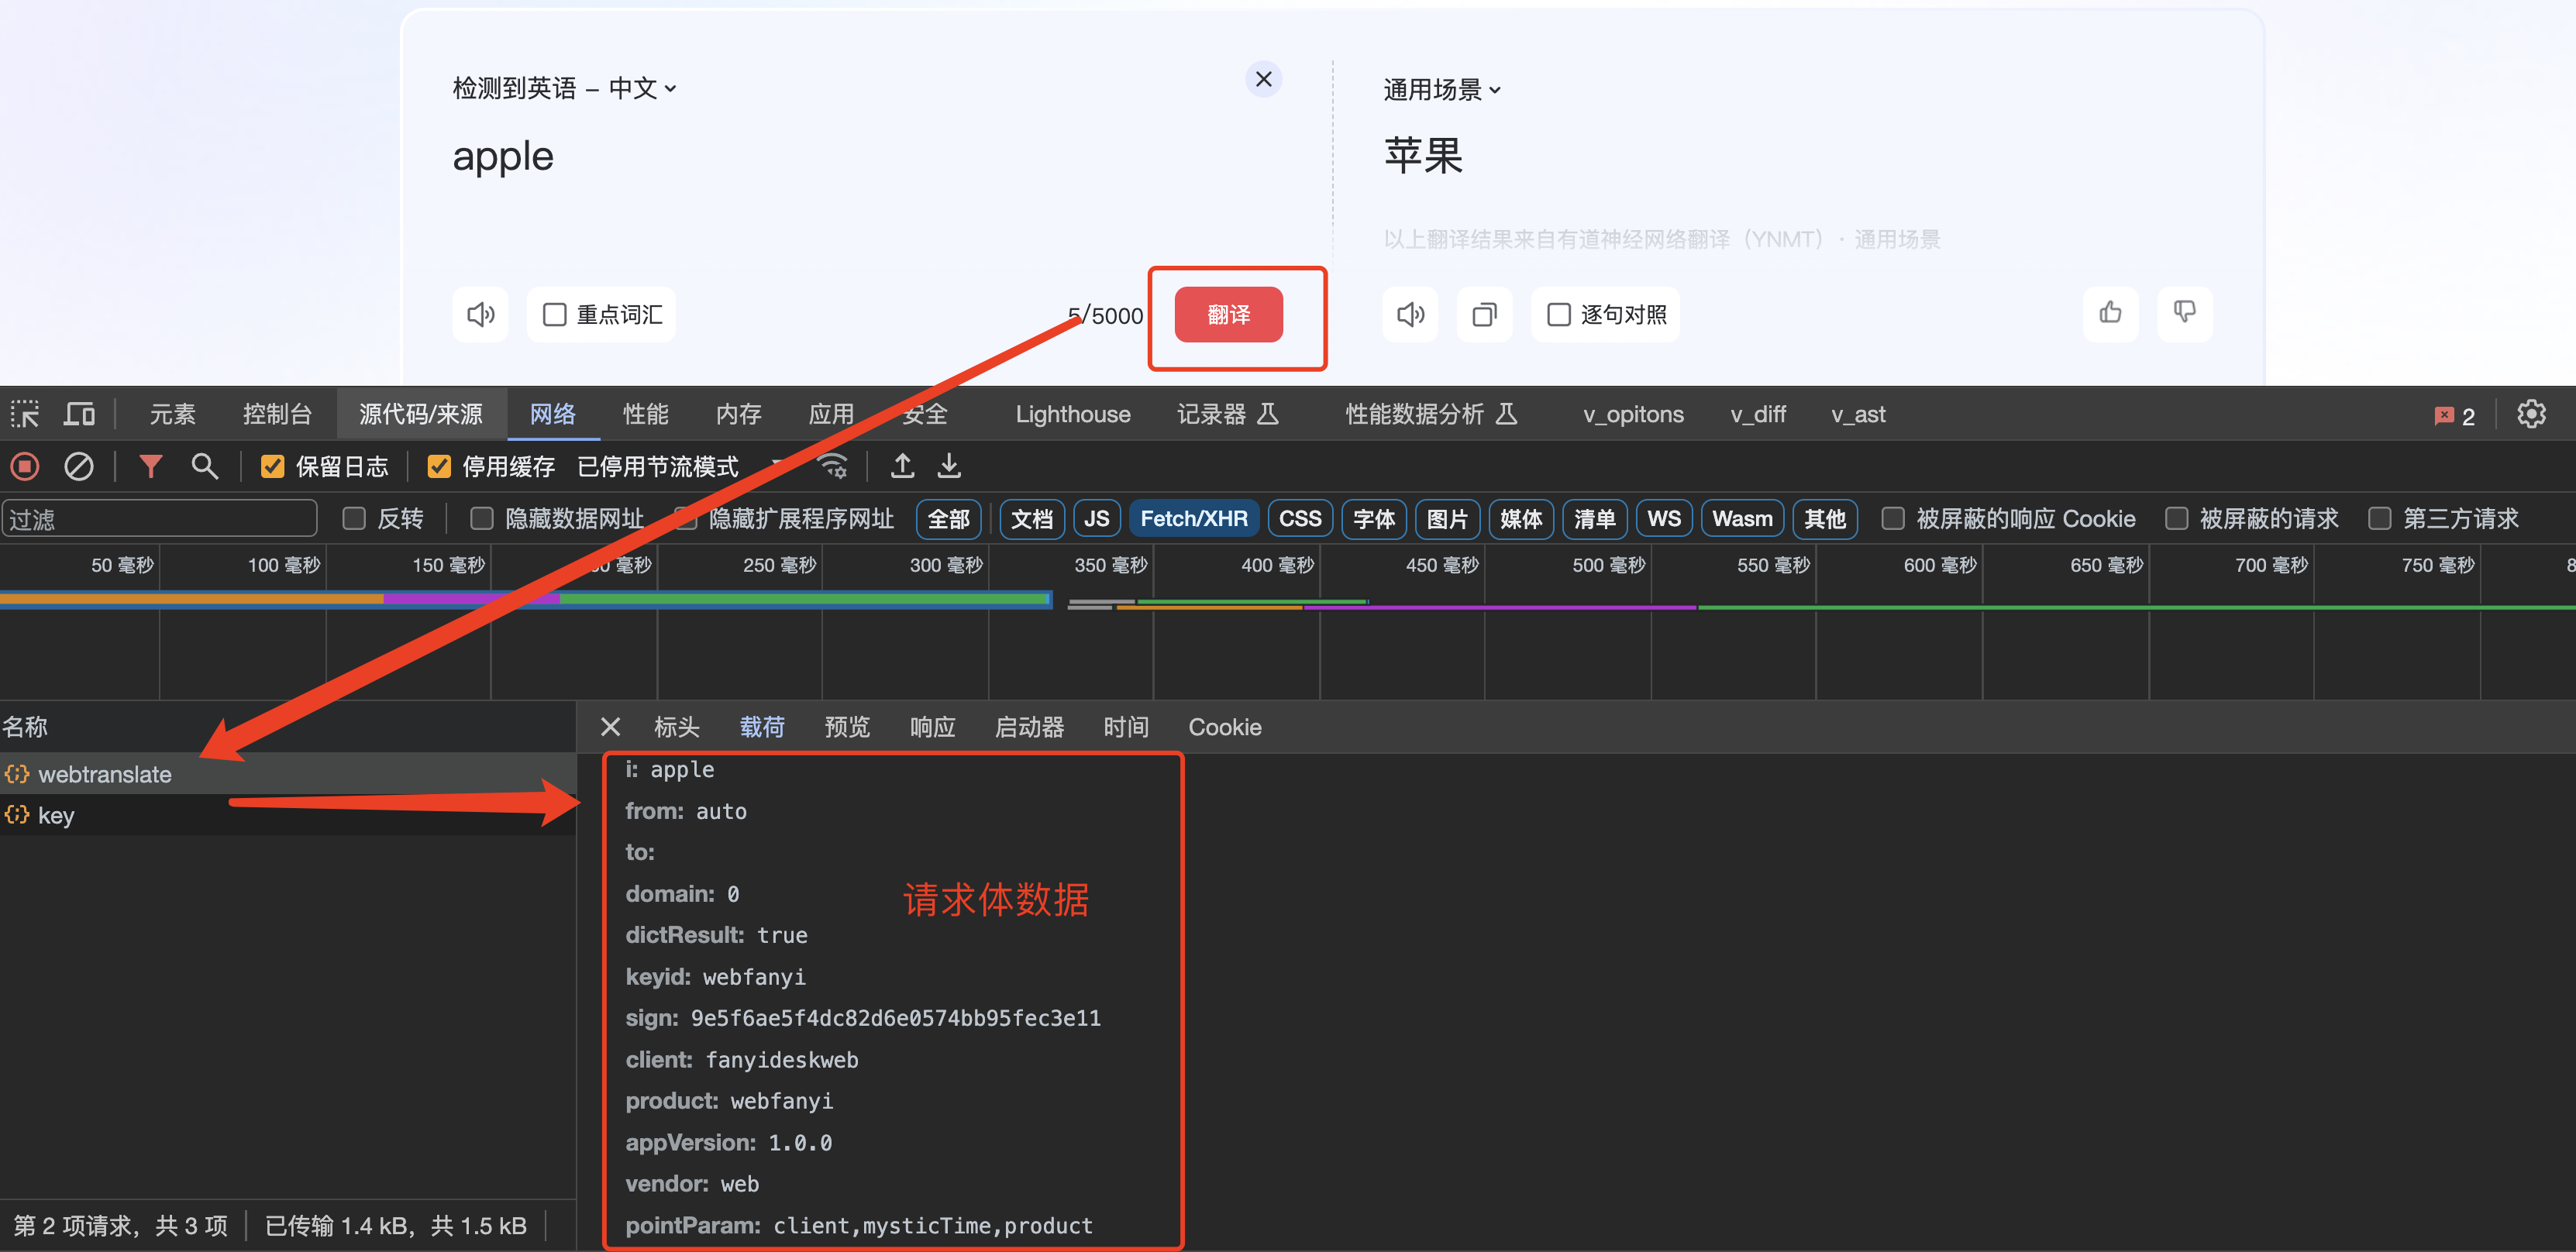 检测到英语 – 中文
通用场景
apple
苹果
以上翻译结果来自有道神经网络翻译（YNMT）· 通用场景
重点词汇
5/5000
翻译
逐句对照
元素 控制台 源代码/来源 网络 性能 内存 应用 安全 Lighthouse 记录器 性能数据分析 v_opitons v_diff v_ast 2
保留日志 停用缓存 已停用节流模式
过滤 反转 隐藏数据网址 隐藏扩展程序网址 全部 文档 JS Fetch/XHR CSS 字体 图片 媒体 清单 WS Wasm 其他 被屏蔽的响应 Cookie 被屏蔽的请求 第三方请求
50 毫秒 100 毫秒 150 毫秒 毫秒 250 毫秒 300 毫秒 350 毫秒 400 毫秒 450 毫秒 500 毫秒 550 毫秒 600 毫秒 650 毫秒 700 毫秒 750 毫秒
名称
标头 载荷 预览 响应 启动器 时间 Cookie
webtranslate
key
i: apple
from: auto
to:
domain: 0
请求体数据
dictResult: true
keyid: webfanyi
sign: 9e5f6ae5f4dc82d6e0574bb95fec3e11
client: fanyideskweb
product: webfanyi
appVersion: 1.0.0
vendor: web
pointParam: client,mysticTime,product
第 2 项请求，共 3 项 已传输 1.4 kB，共 1.5 kB